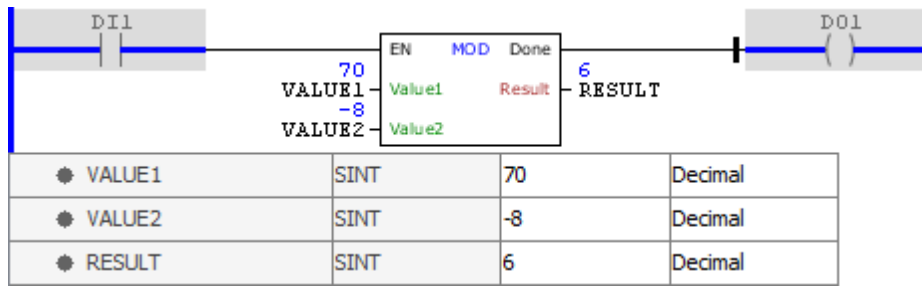 DI1 DO1
EN MOD Done
70 6
VALUE1 Value1 Result RESULT
-8
VALUE2 Value2
VALUE1 SINT 70 Decimal
VALUE2 SINT -8 Decimal
RESULT SINT 6 Decimal